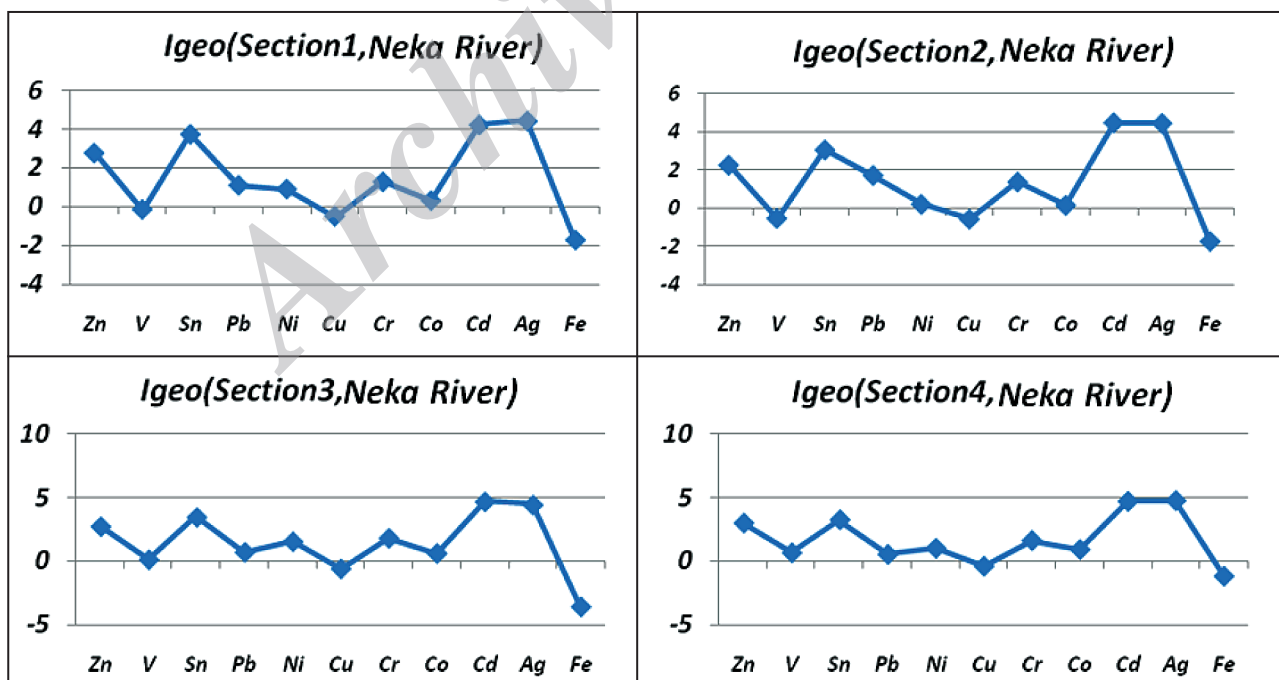 Igeo(Section1,Neka River)
6
4
2
0
-2
-4
Zn V Sn Pb Ni Cu Cr Co Cd Ag Fe
Igeo(Section2,Neka River)
6
4
2
0
-2
-4
Zn V Sn Pb Ni Cu Cr Co Cd Ag Fe
Igeo(Section3,Neka River)
10
5
0
-5
Zn V Sn Pb Ni Cu Cr Co Cd Ag Fe
Igeo(Section4,Neka River)
10
5
0
-5
Zn V Sn Pb Ni Cu Cr Co Cd Ag Fe
Archiv